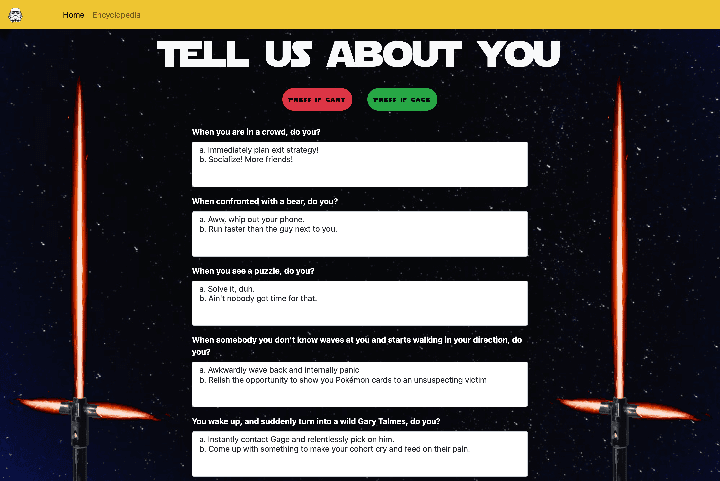 Home Encyclopedia
TELL US ABOUT YOU
PRESS IF GARY PRESS IF GAGE
When you are in a crowd, do you?
a. Immediately plan exit strategy!
b. Socialize! More friends!
When confronted with a bear, do you?
a. Aww, whip out your phone.
b. Run faster than the guy next to you.
When you see a puzzle, do you?
a. Solve it, duh.
b. Ain't nobody got time for that.
When somebody you don't know waves at you and starts walking in your direction, do
you?
a. Awkwardly wave back and internally panic
b. Relish the opportunity to show you Pokémon cards to an unsuspecting victim
You wake up, and suddenly turn into a wild Gary Talmes, do you?
a. Instantly contact Gage and relentlessly pick on him.
b. Come up with something to make your cohort cry and feed on their pain.